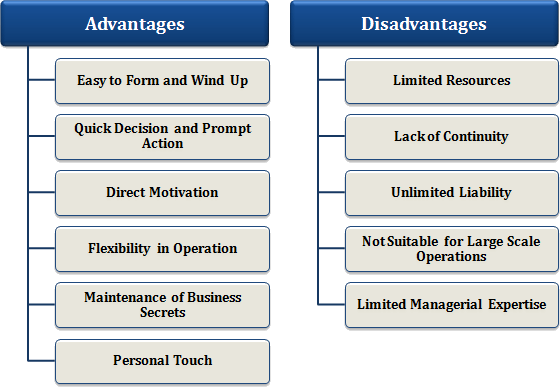 Advantages
Easy to Form and Wind Up
Quick Decision and Prompt
Action
Direct Motivation
Flexibility in Operation
Maintenance of Business
Secrets
Personal Touch
Disadvantages
Limited Resources
Lack of Continuity
Unlimited Liability
Not Suitable for Large Scale
Operations
Limited Managerial Expertise